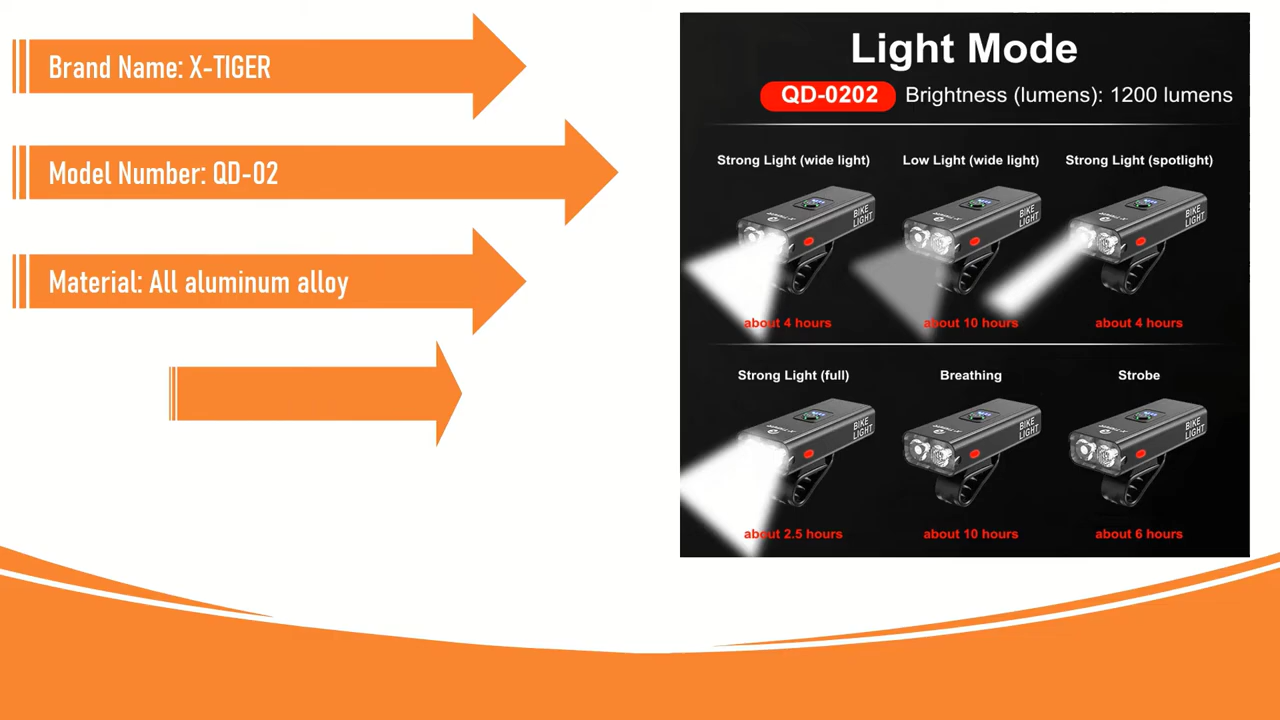 Brand Name: X-TIGER
Model Number: QD-02
Material: All aluminum alloy
Light Mode
QD-0202 Brightness (lumens): 1200 lumens
Strong Light (wide light) Low Light (wide light) Strong Light (spotlight)
BIKE LIGHT BIKE LIGHT BIKE LIGHT
about 4 hours about 10 hours about 4 hours
Strong Light (full) Breathing Strobe
BIKE LIGHT BIKE LIGHT BIKE LIGHT
about 2.5 hours about 10 hours about 6 hours